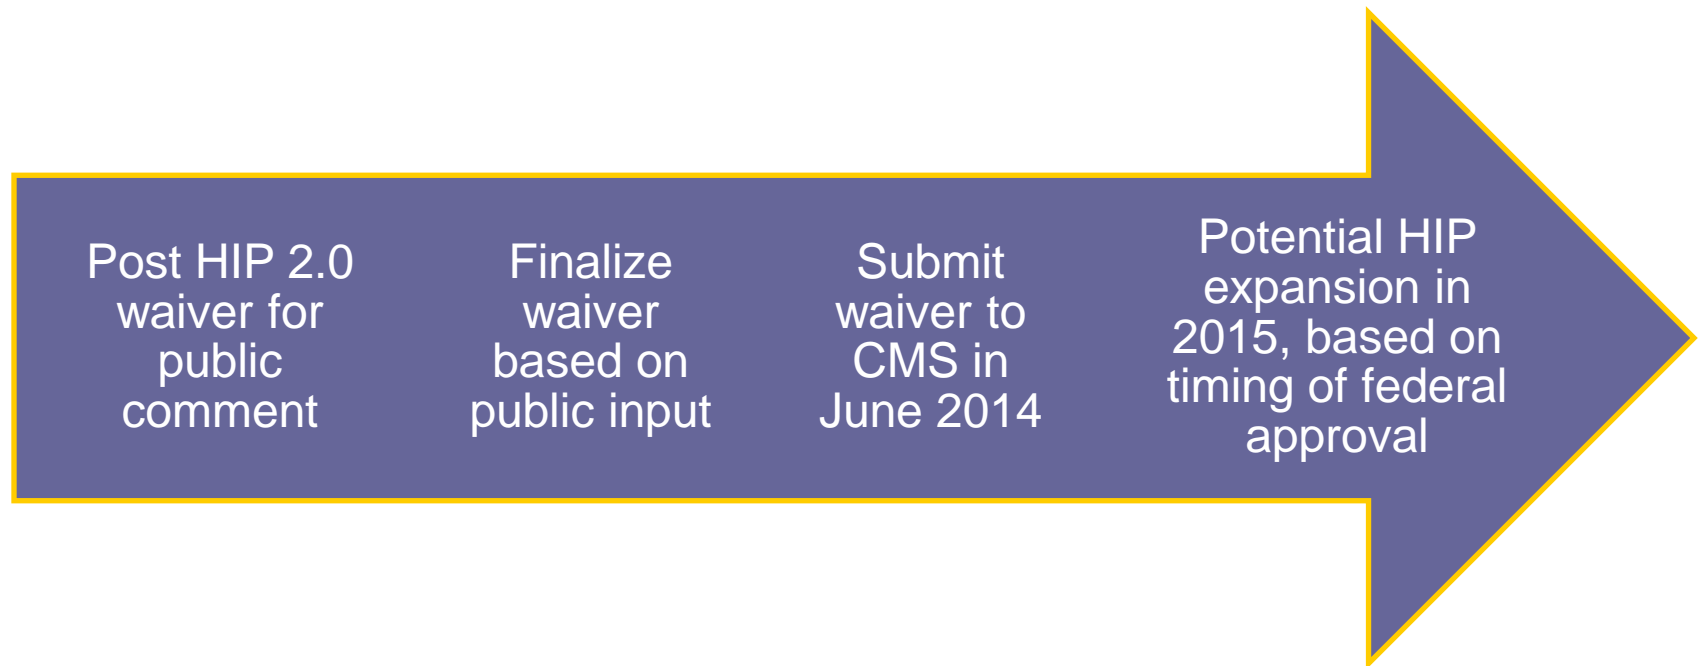 Post HIP 2.0
waiver for
public
comment
Finalize
waiver
based on
public input
Submit
waiver to
CMS in
June 2014
Potential HIP
expansion in
2015, based on
timing of federal
approval